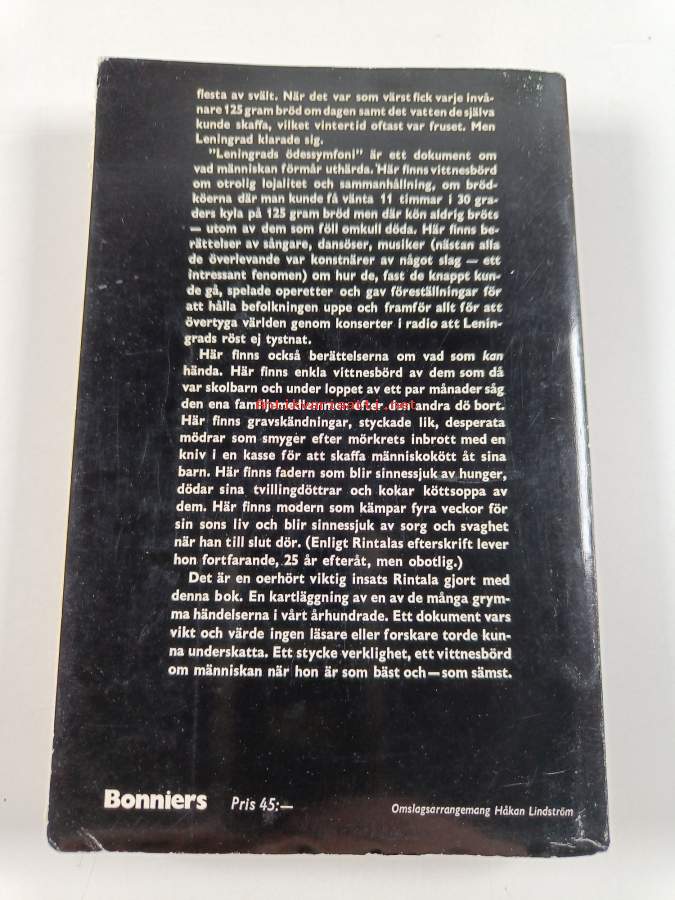 flesta av svält. När det var som värst fick varje invå-
nare 125 gram bröd om dagen samt det vatten de själva
kunde skaffa, vilket vintertid oftast var fruset. Men
Leningrad klarade sig.
"Leningrads ödessymfoni" är ett dokument om
vad människan förmår uthärda. Här finns vittnesbörd
om otrolig lojalitet och sammanhållning, om bröd-
köerna där man kunde få vänta 11 timmar i 30 gra-
ders kyla på 125 gram bröd men där kön aldrig bröts
— utom av dem som föll omkull döda. Här finns be-
rättelser av sångare, dansöser, musiker (nästan alla
de överlevande var konstnärer av något slag — ett
intressant fenomen) om hur de, fast de knappt kun-
de gå, spelade operetter och gav föreställningar för
att hålla befolkningen uppe och framför allt för att
övertyga världen genom konserter i radio att Lenin-
grads röst ej tystnat.
Här finns också berättelserna om vad som kan
hända. Här finns enkla vittnesbörd av dem som då
var skolbarn och under loppet av ett par månader såg
den ena familjemedlemmen efter den andra dö bort.
Här finns gravskändningar, styckade lik, desperata
mödrar som smyger efter mörkrets inbrott med en
kniv i en kasse för att skaffa människokött åt sina
barn. Här finns fadern som blir sinnessjuk av hunger,
dödar sina tvillingdöttrar och kokar köttsoppa av
dem. Här finns modern som kämpar fyra veckor för
sin sons liv och blir sinnessjuk av sorg och svaghet
när han till slut dör. (Enligt Rintalas efterskrift lever
hon fortfarande, 25 år efteråt, men obotlig.)
Det är en oerhört viktig insats Rintala gjort med
denna bok. En kartläggning av en av de många grym-
ma händelserna i vårt århundrade. Ett dokument vars
vikt och värde ingen läsare eller forskare torde kun-
na underskatta. Ett stycke verklighet, ett vittnesbörd
om människan när hon är som bäst och—som sämst.
Bonniers Pris 45:—
Omslagsarrangemang Håkan Lindström